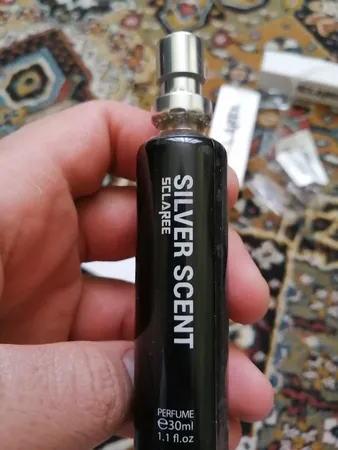 SILVER SCENT
SCLAREE
PERFUME
℮30ml
1.1 fl.oz